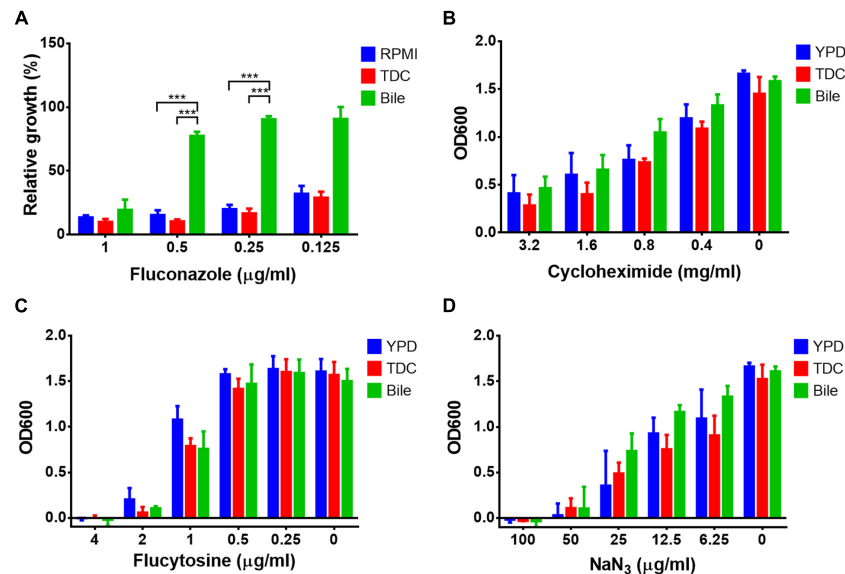 A
Relative growth (%)
150
100
50
0
***
***
***
***
RPMI
TDC
Bile
1 0.5 0.25 0.125
Fluconazole (μg/ml)
B
OD600
2.0
1.5
1.0
0.5
0.0
YPD
TDC
Bile
3.2 1.6 0.8 0.4 0
Cycloheximide (mg/ml)
C
OD600
2.0
1.5
1.0
0.5
0.0
YPD
TDC
Bile
4 2 1 0.5 0.25 0
Flucytosine (μg/ml)
D
OD600
2.0
1.5
1.0
0.5
0.0
YPD
TDC
Bile
100 50 25 12.5 6.25 0
NaN₃ (μg/ml)